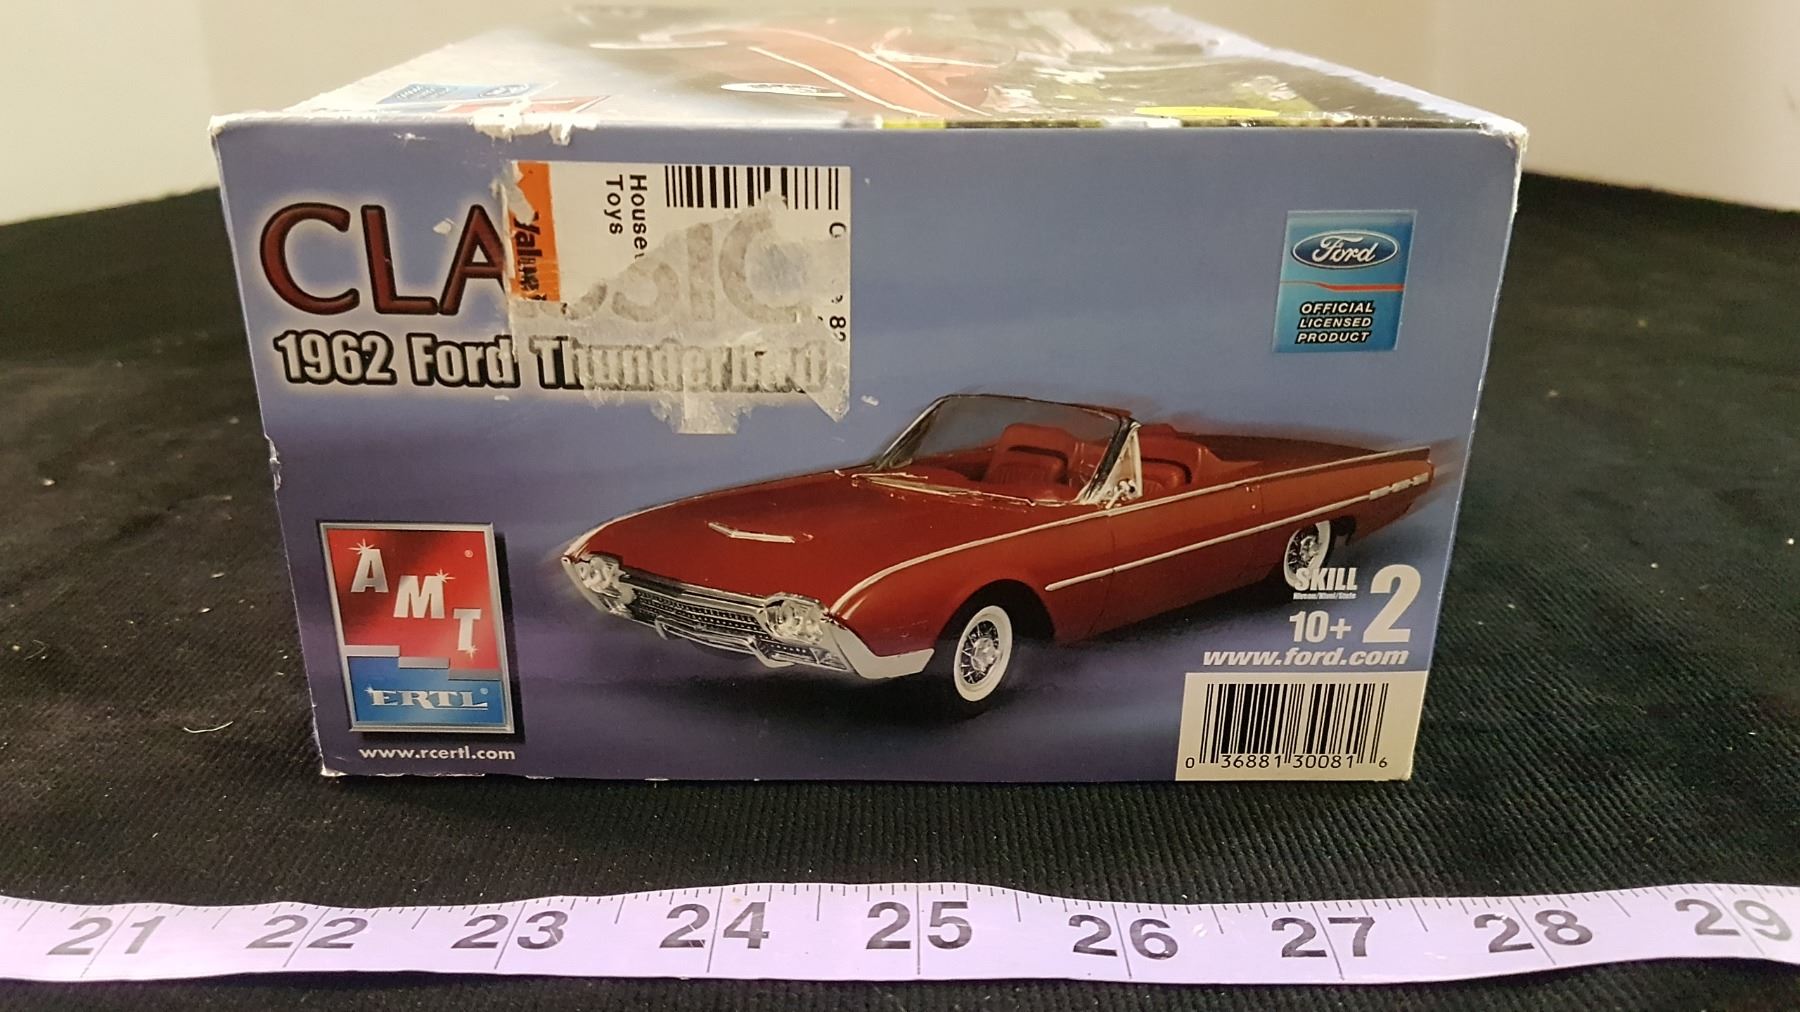 CLA
1962 Ford Thunderbird
House
Toys
Ford
OFFICIAL
LICENSED
PRODUCT
AMT
ERTL
www.rcertl.com
SKILL 2
10+
www.ford.com
0 36881 30081 6
21 22 23 24 25 26 27 28 29